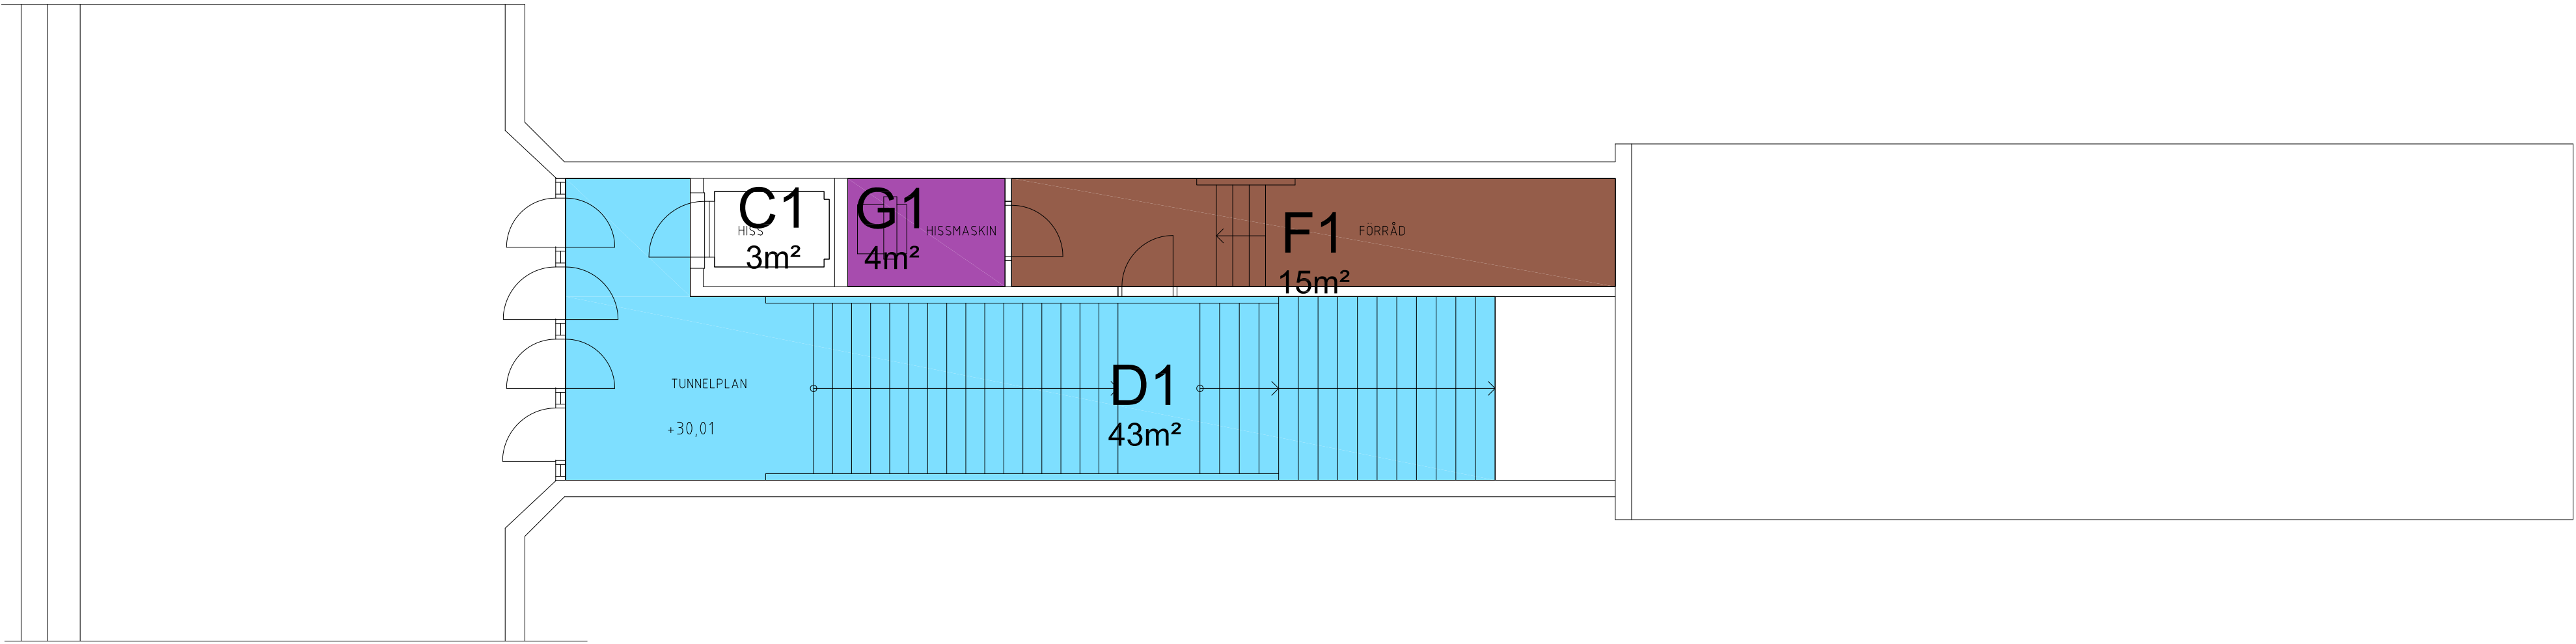 C1
HISS
3m²
G1
HISSMASKIN
4m²
F1
FÖRRÅD
15m²
TUNNELPLAN
+30,01
D1
43m²